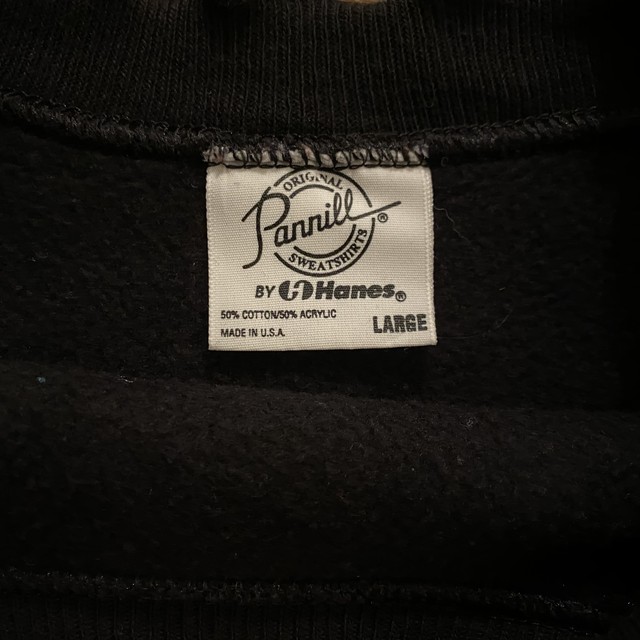 ORIGINAL
Pannill®
SWEATSHIRTS
BY Hanes®
50% COTTON/50% ACRYLIC
MADE IN U.S.A.
LARGE